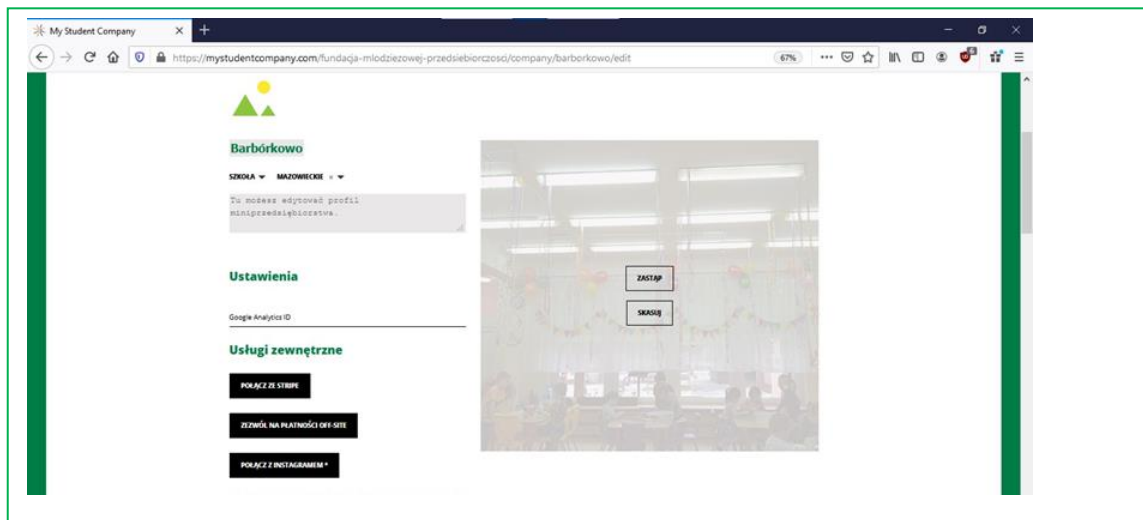 My Student Company
https://mystudentcompany.com/fundacja-mlodziezowej-przedsiebiorczosci/company/barborkowo/edit
67%
6
Barbórkowo
SZKOŁA MAZOWIECKIE ×
Tu możesz edytować profil
miniprzedsiębiorstwa.
Ustawienia
ZASTĄP
SKASUJ
Google Analytics ID
Usługi zewnętrzne
POŁĄCZ ZE STRIPE
ZEZWÓL NA PŁATNOŚCI OFF-SITE
POŁĄCZ Z INSTAGRAMEM *